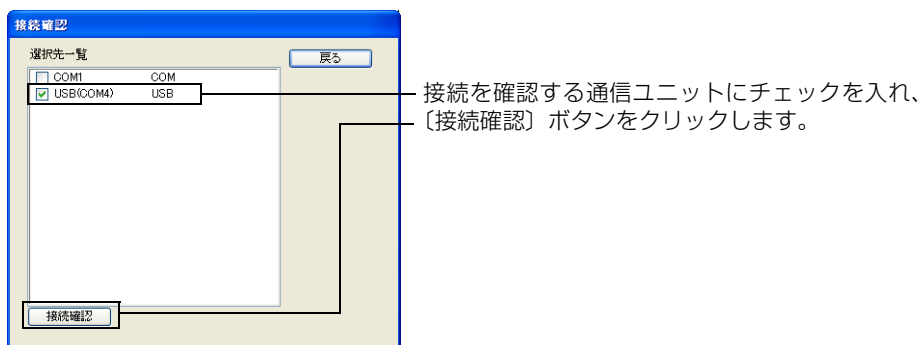 接続確認
選択先一覧
戻る
COM1 COM
USB(COM4) USB
接続を確認する通信ユニットにチェックを入れ、
〔接続確認〕ボタンをクリックします。
接続確認